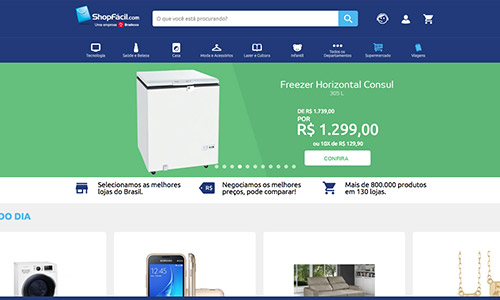 ShopFácil.com
Uma empresa Bradesco
O que você está procurando?
Tecnologia
Saúde e Beleza
Casa
Moda e Acessórios
Lazer e Cultura
Infantil
Todos os
Departamentos
Supermercado
Viagens
Freezer Horizontal Consul
305 L
DE R$ 1.739,00
POR
R$ 1.299,00
ou 10X DE R$ 129,90
CONFIRA
Selecionamos as melhores
lojas do Brasil.
R$
Negociamos os melhores
preços, pode comparar!
Mais de 800.000 produtos
em 130 lojas.
DO DIA